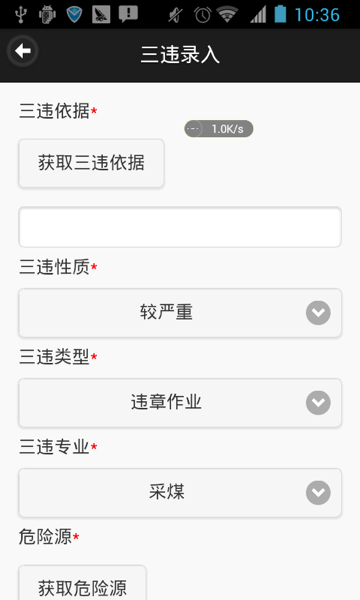 10:36
三违录入
三违依据*
1.0K/s
获取三违依据
三违性质*
较严重
三违类型*
违章作业
三违专业*
采煤
危险源*
获取危险源